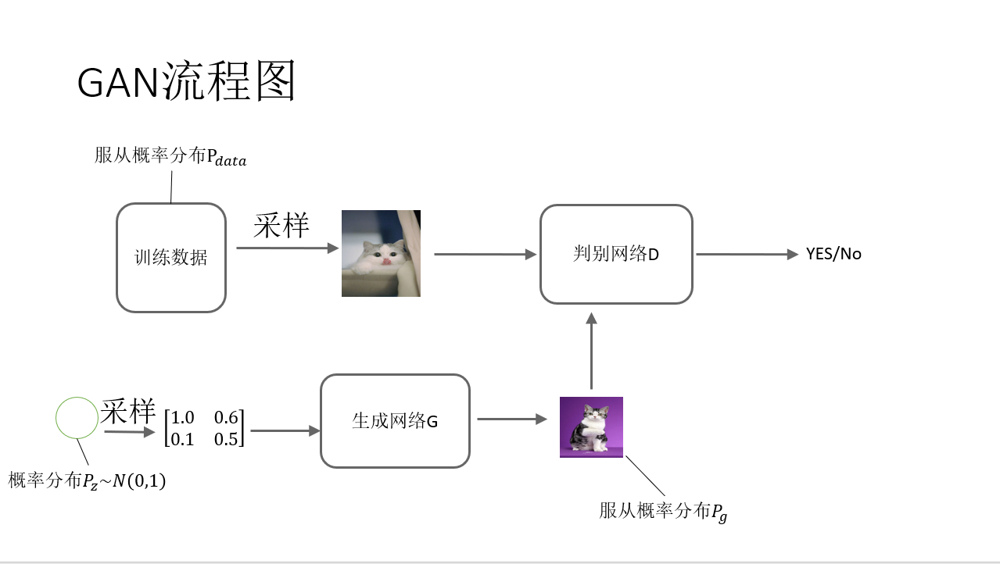 GAN流程图
服从概率分布P_data
训练数据
采样
判别网络D
YES/No
采样
[1.0 0.6
0.1 0.5]
生成网络G
概率分布P_z~N(0,1)
服从概率分布P_g